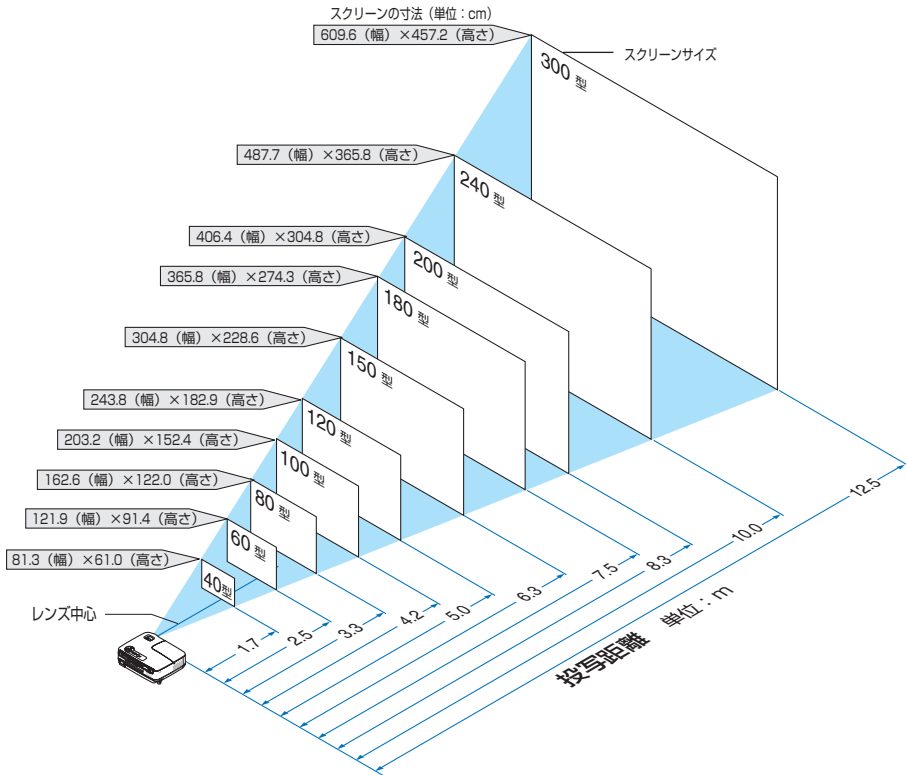 スクリーンの寸法（単位：cm）
609.6（幅）×457.2（高さ）
スクリーンサイズ
300 型
487.7（幅）×365.8（高さ）
240 型
406.4（幅）×304.8（高さ）
200 型
365.8（幅）×274.3（高さ）
180 型
304.8（幅）×228.6（高さ）
150 型
243.8（幅）×182.9（高さ）
120 型
203.2（幅）×152.4（高さ）
100 型
162.6（幅）×122.0（高さ）
80 型
121.9（幅）×91.4（高さ）
60 型
81.3（幅）×61.0（高さ）
40型
レンズ中心
1.7
2.5
3.3
4.2
5.0
6.3
7.5
8.3
10.0
12.5
投写距離 単位：m